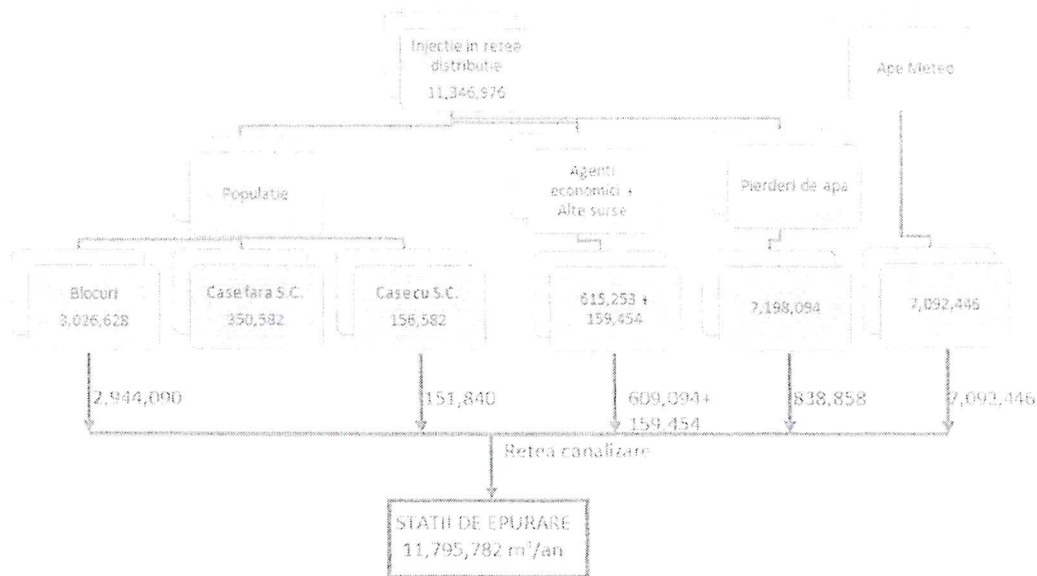 Injectie in retea
distributie
11,346,976
Ape Meteo
Populatie
Agenti
economici +
Alte surse
Pierderi de apa
Blocuri
3,026,628
Case fara S.C.
350,582
Case cu S.C.
156,582
615,253 +
159,454
7,198,094
7,092,446
2,944,090
151,840
609,094+
159,454
838,858
7,092,446
Retea canalizare
STATII DE EPURARE
11,795,782 m³/an